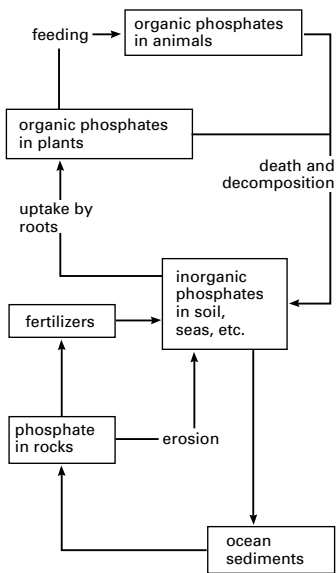 organic phosphates
in animals
feeding
organic phosphates
in plants
death and
decomposition
uptake by
roots
inorganic
phosphates
in soil,
seas, etc.
fertilizers
phosphate
in rocks
erosion
ocean
sediments